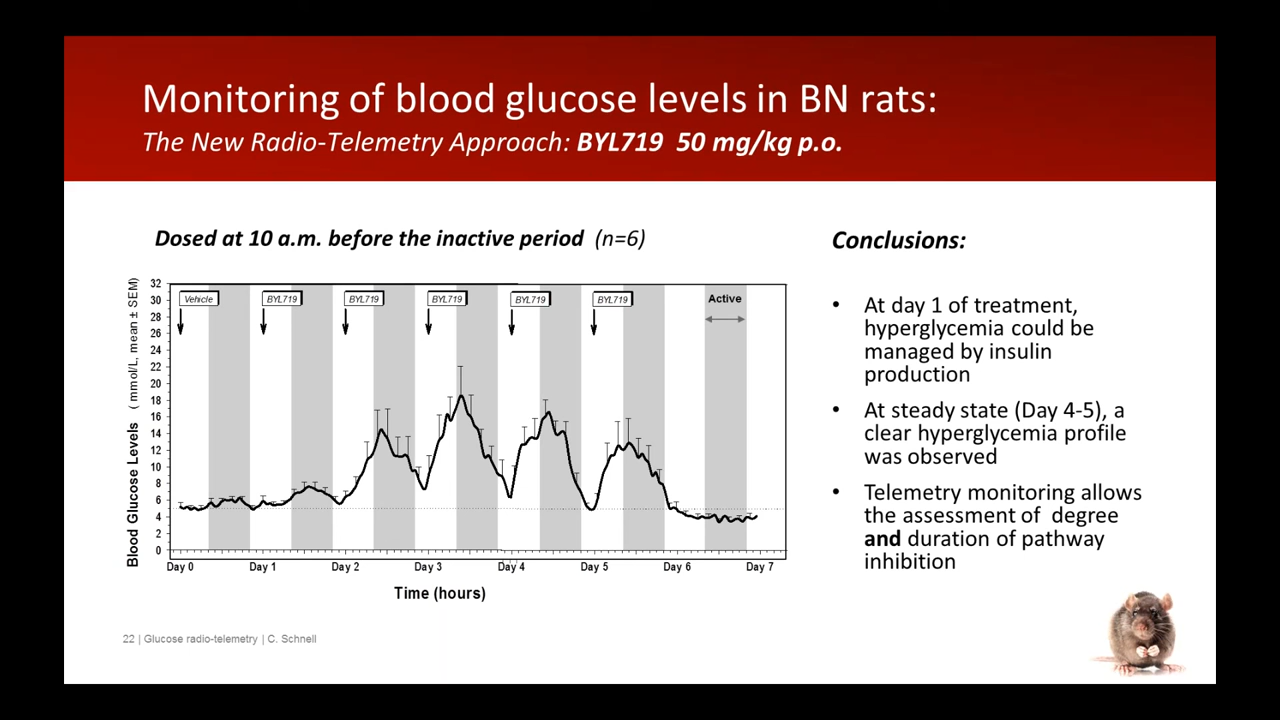 Monitoring of blood glucose levels in BN rats:
The New Radio-Telemetry Approach: BYL719 50 mg/kg p.o.
Dosed at 10 a.m. before the inactive period (n=6)
Blood Glucose Levels ( mmol/L, mean ± SEM)
32
30
28
26
24
22
20
18
16
14
12
10
8
6
4
2
0
Vehicle
BYL719
BYL719
BYL719
BYL719
BYL719
Active
Day 0
Day 1
Day 2
Day 3
Day 4
Day 5
Day 6
Day 7
Time (hours)
Conclusions:
• At day 1 of treatment,
hyperglycemia could be
managed by insulin
production
• At steady state (Day 4-5), a
clear hyperglycemia profile
was observed
• Telemetry monitoring allows
the assessment of degree
and duration of pathway
inhibition
22 | Glucose radio-telemetry | C. Schnell